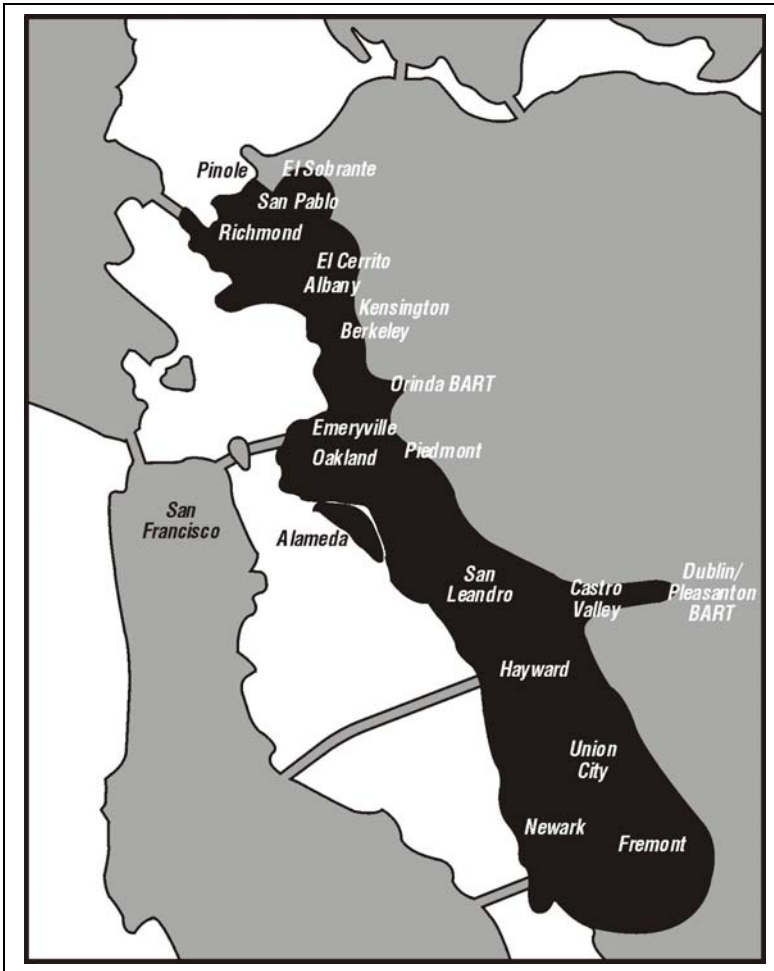 Pinole
El Sobrante
San Pablo
Richmond
El Cerrito
Albany
Kensington
Berkeley
Orinda BART
Emeryville
Oakland
Piedmont
San
Francisco
Alameda
San
Leandro
Castro
Valley
Dublin/
Pleasanton
BART
Hayward
Union
City
Newark
Fremont